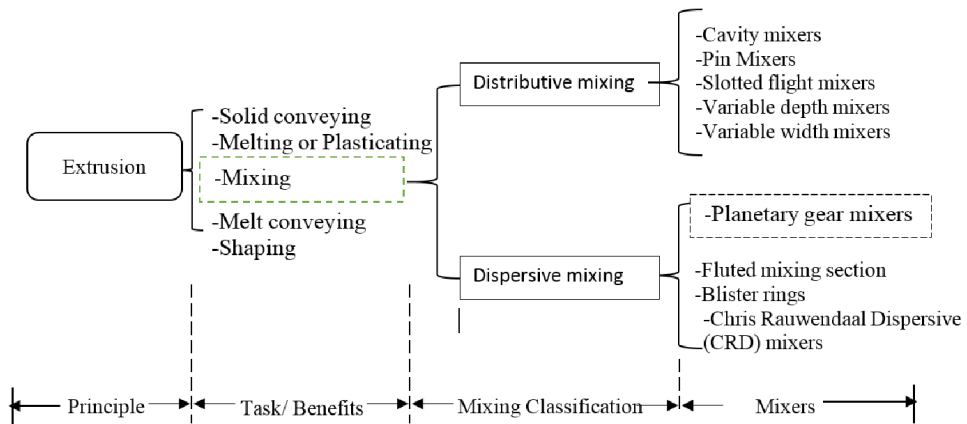 Extrusion
-Solid conveying
-Melting or Plasticating
-Mixing
-Melt conveying
-Shaping
Distributive mixing
Dispersive mixing
-Cavity mixers
-Pin Mixers
-Slotted flight mixers
-Variable depth mixers
-Variable width mixers
-Planetary gear mixers
-Fluted mixing section
-Blister rings
-Chris Rauwendaal Dispersive
(CRD) mixers
Principle
Task/ Benefits
Mixing Classification
Mixers